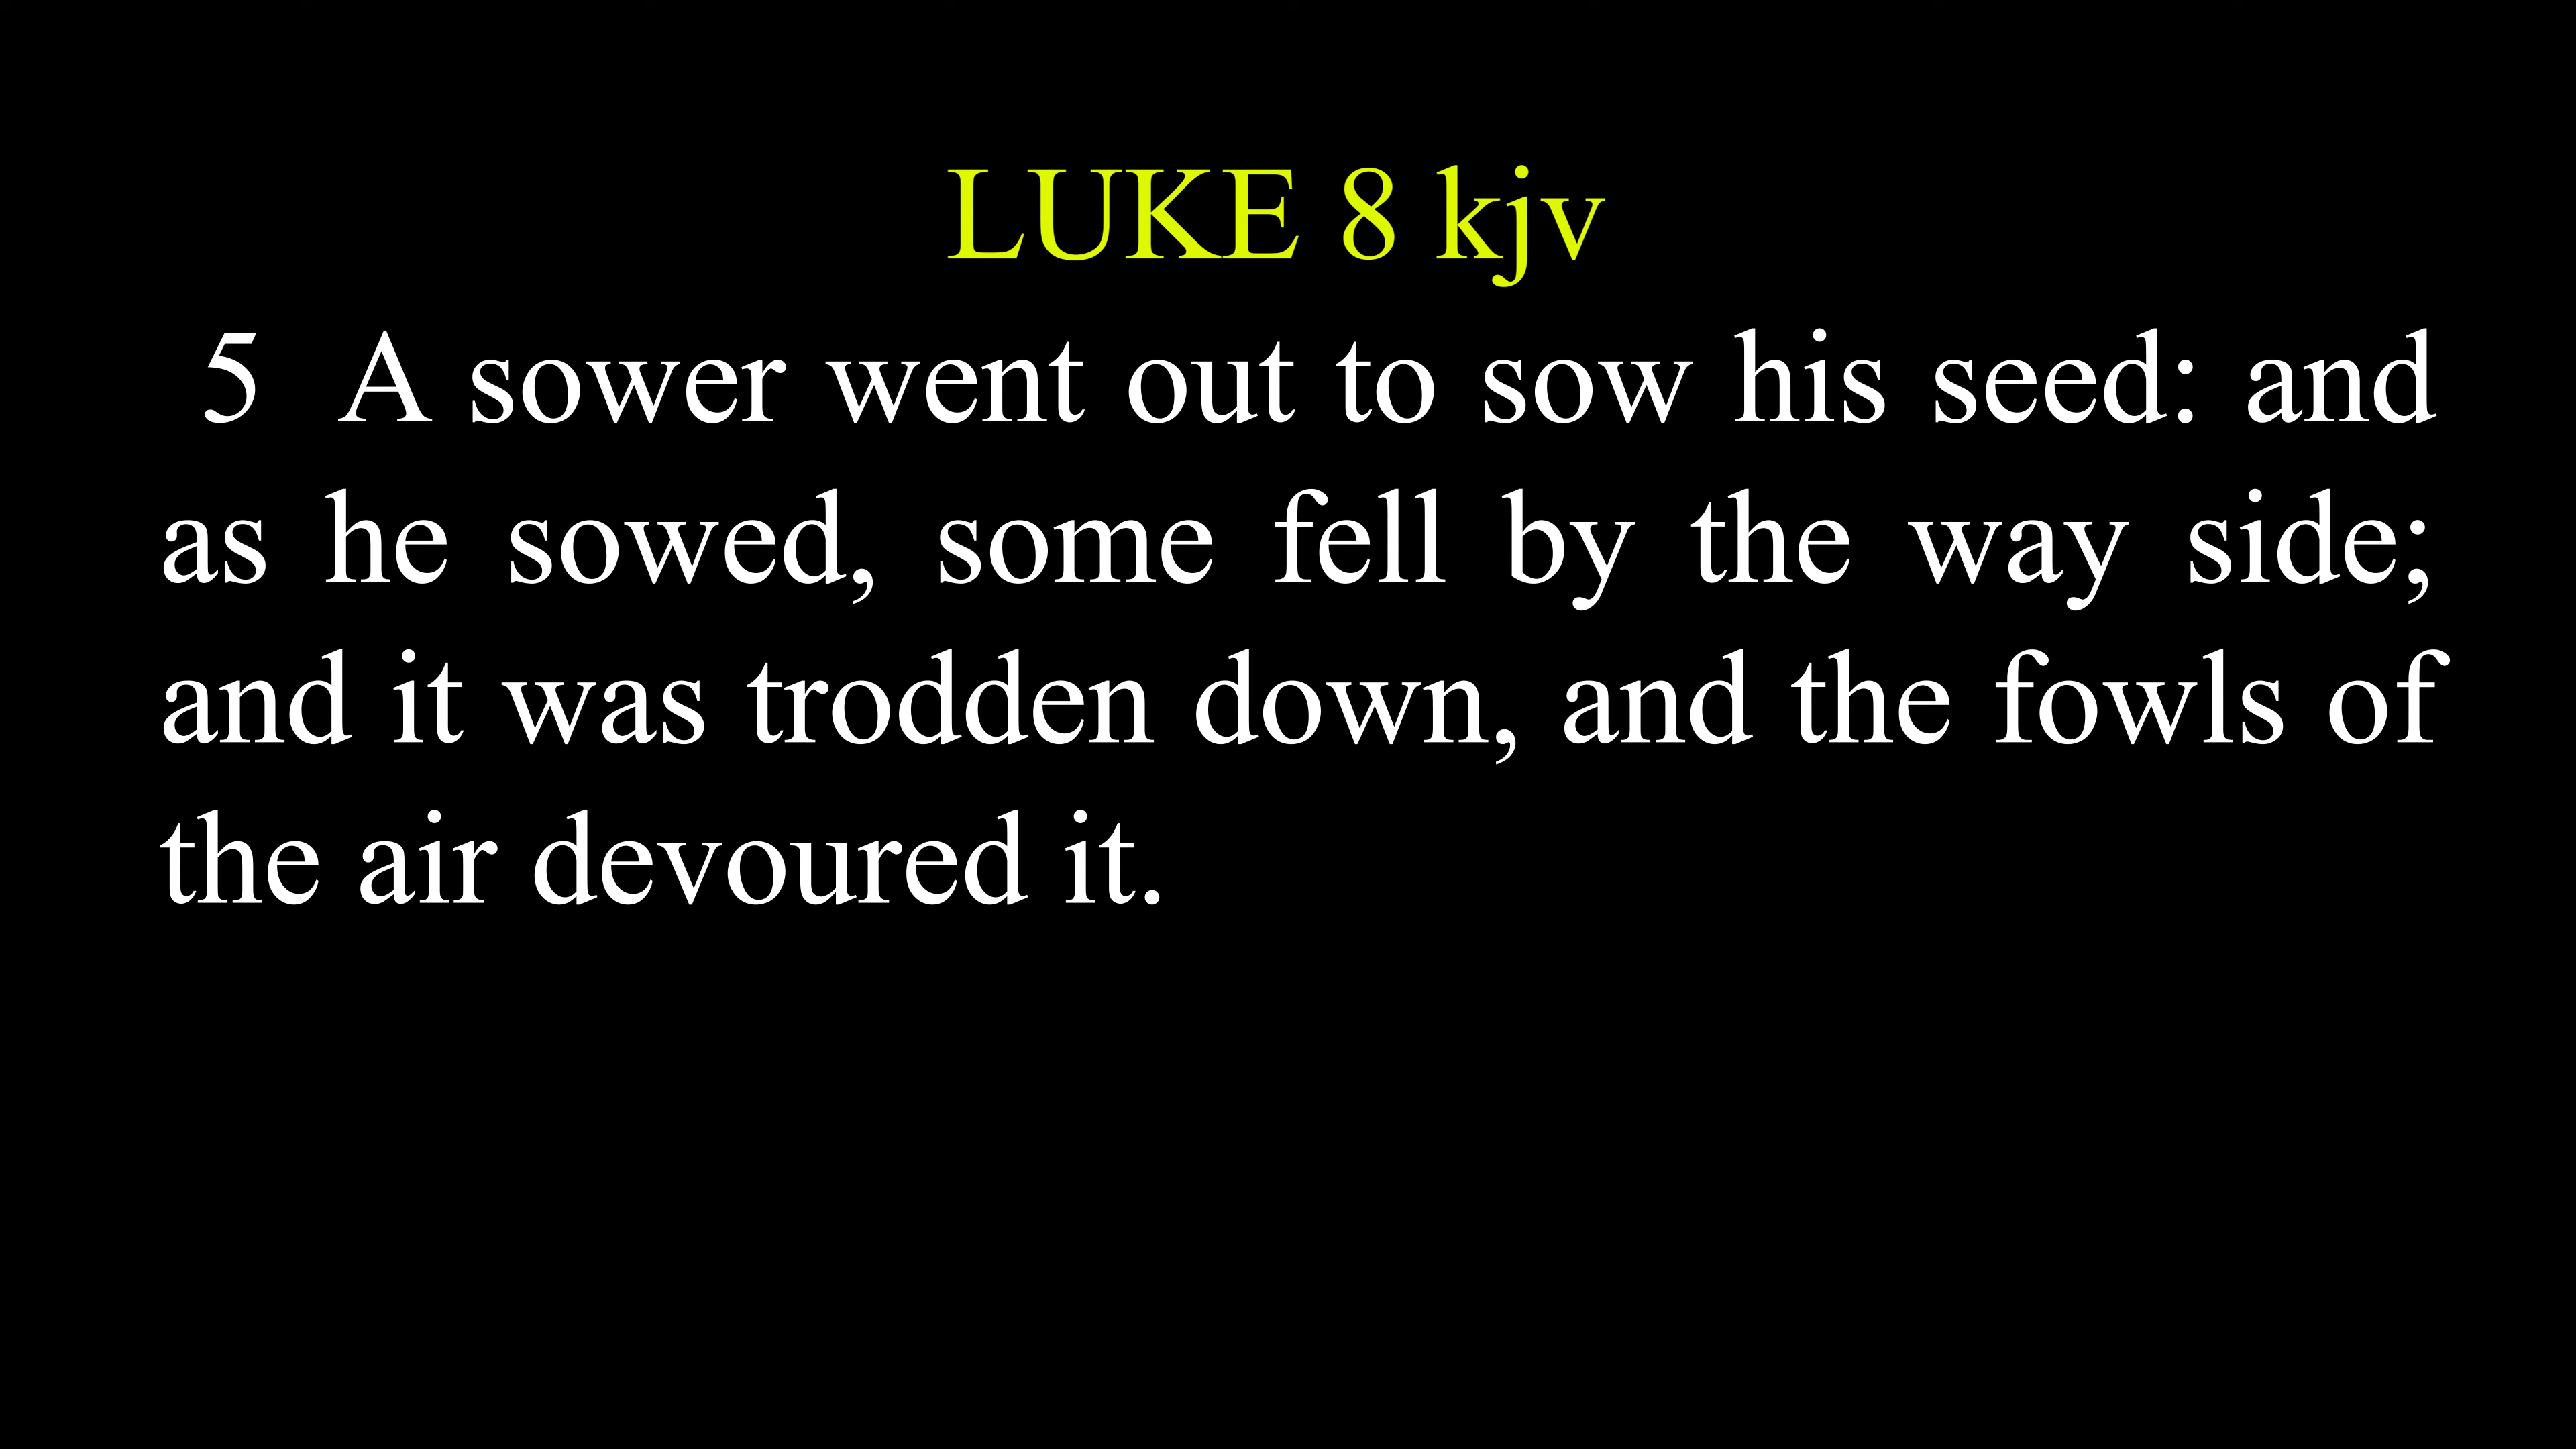 LUKE 8 kjv
5 A sower went out to sow his seed: and
as he sowed, some fell by the way side;
and it was trodden down, and the fowls of
the air devoured it.